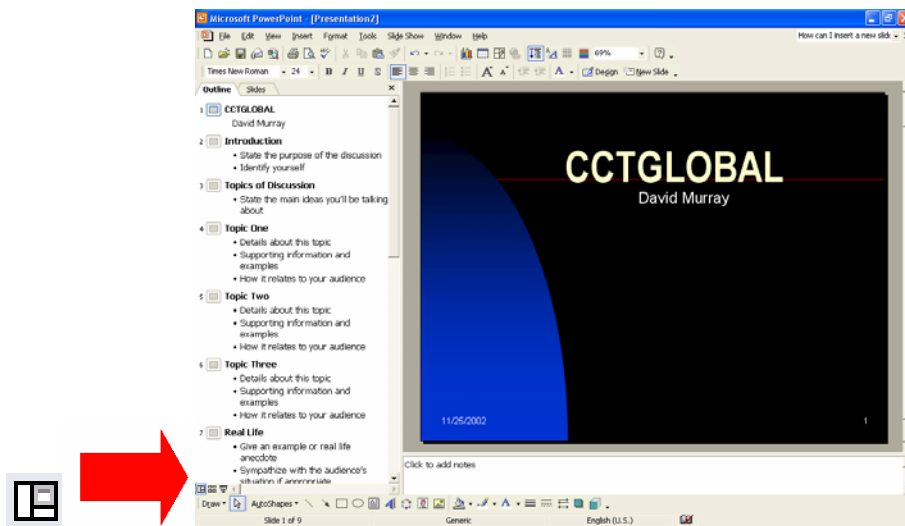 Microsoft PowerPoint - [Presentation2]
File Edit View Insert Format Tools Slide Show Window Help
How can I insert a new slid
69%
Times New Roman 24 B I U S A A A Design New Slide
Outline Slides
1 CCTGLOBAL
David Murray
2 Introduction
• State the purpose of the discussion
• Identify yourself
3 Topics of Discussion
• State the main ideas you'll be talking
about
4 Topic One
• Details about this topic
• Supporting information and
examples
• How it relates to your audience
5 Topic Two
• Details about this topic
• Supporting information and
examples
• How it relates to your audience
6 Topic Three
• Details about this topic
• Supporting information and
examples
• How it relates to your audience
7 Real Life
• Give an example or real life
anecdote
• Sympathize with the audience's
situation if appropriate
CCTGLOBAL
David Murray
11/25/2002
1
Click to add notes
Draw AutoShapes
Slide 1 of 9 Generic English (U.S.)